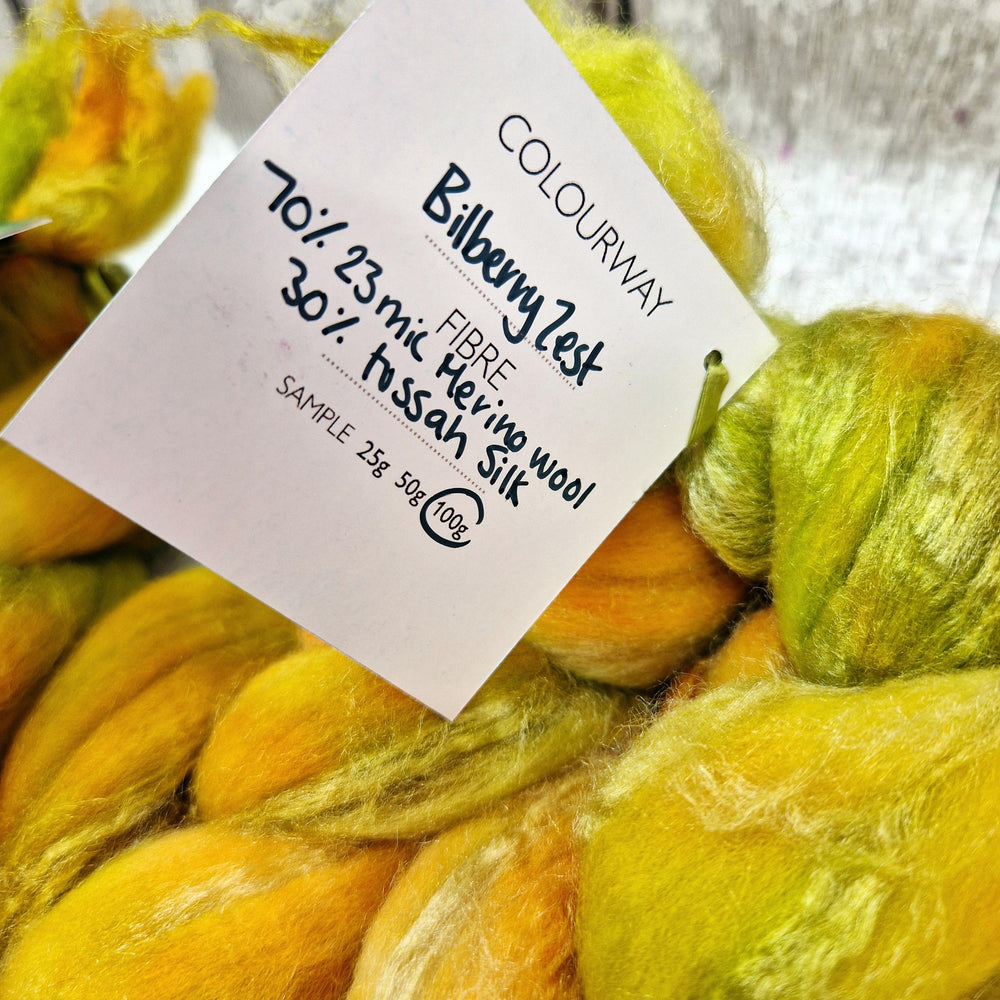 COLOURWAY
Bilberry Zest
FIBRE
70% 23mic Merino wool
30% tussah Silk
SAMPLE 25g 50g 100g